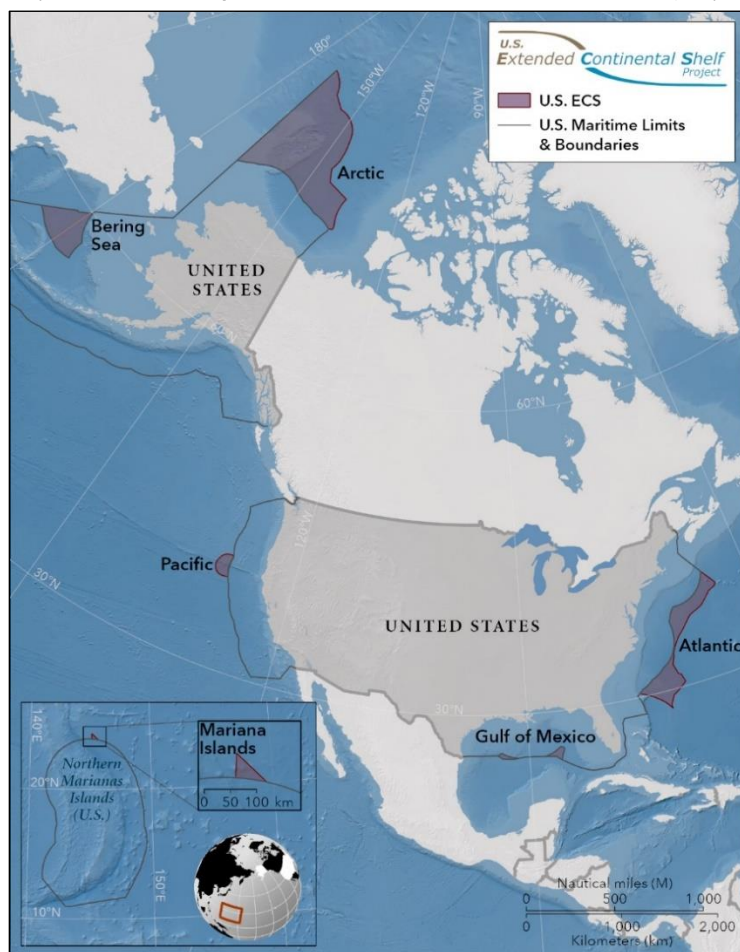 U.S.
Extended Continental Shelf
Project
U.S. ECS
U.S. Maritime Limits
& Boundaries
180°
150°W
120°W
90°W
Arctic
Bering
Sea
UNITED
STATES
60°N
120°W
Pacific
30°N
UNITED STATES
Atlantic
30°N
Gulf of Mexico
140°E
Mariana
Islands
Northern
Marianas
Islands
(U.S.)
20°N
0 50 100 km
150°E
10°N
Nautical miles (M)
0 500 1,000
0 1,000 2,000
Kilometers (km)